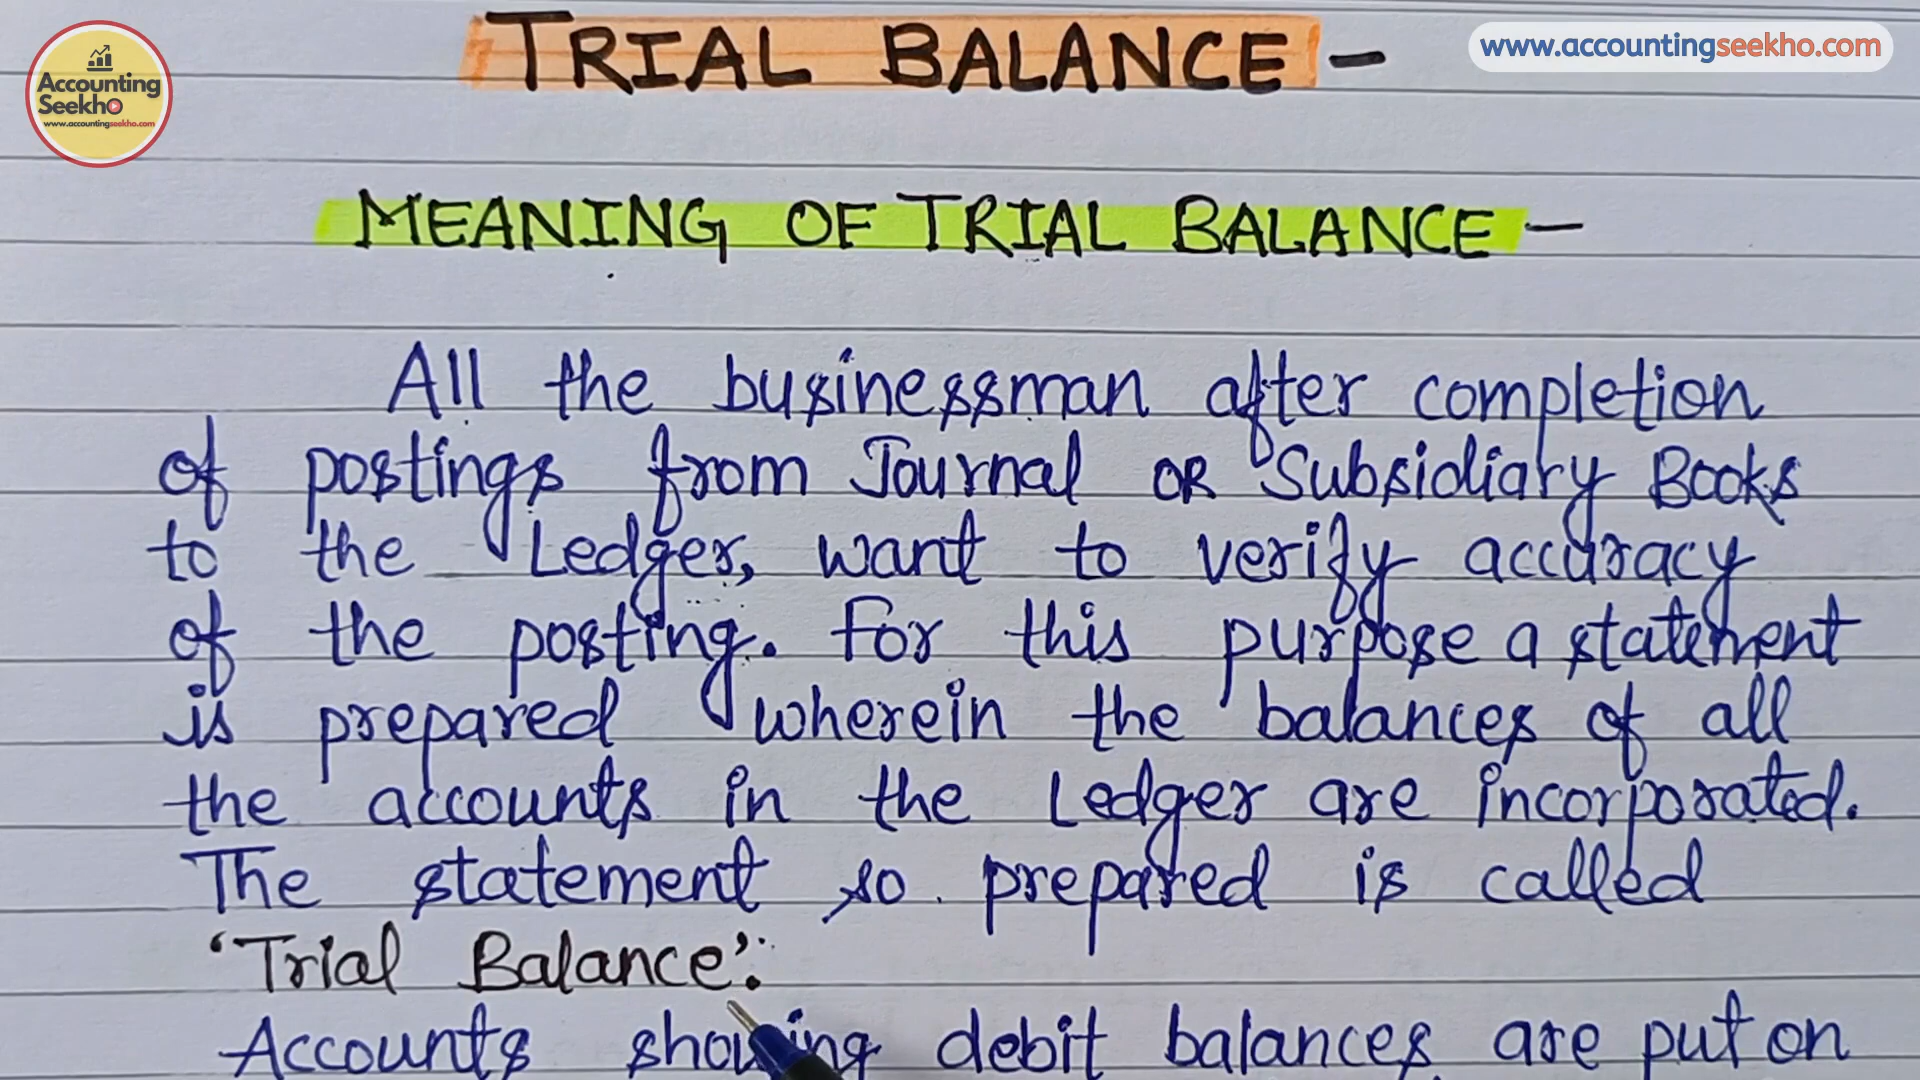 Accounting
Seekho
www.accountingseekho.com
www.accountingseekho.com
TRIAL BALANCE -
MEANING OF TRIAL BALANCE -
All the businessman after completion
of postings from Journal OR Subsidiary Books
to the Ledger, want to verify accuracy
of the posting. For this purpose a statement
is prepared wherein the balances of all
the accounts in the Ledger are incorporated.
The statement so prepared is called
'Trial Balance'.
Accounts showing debit balances are put on